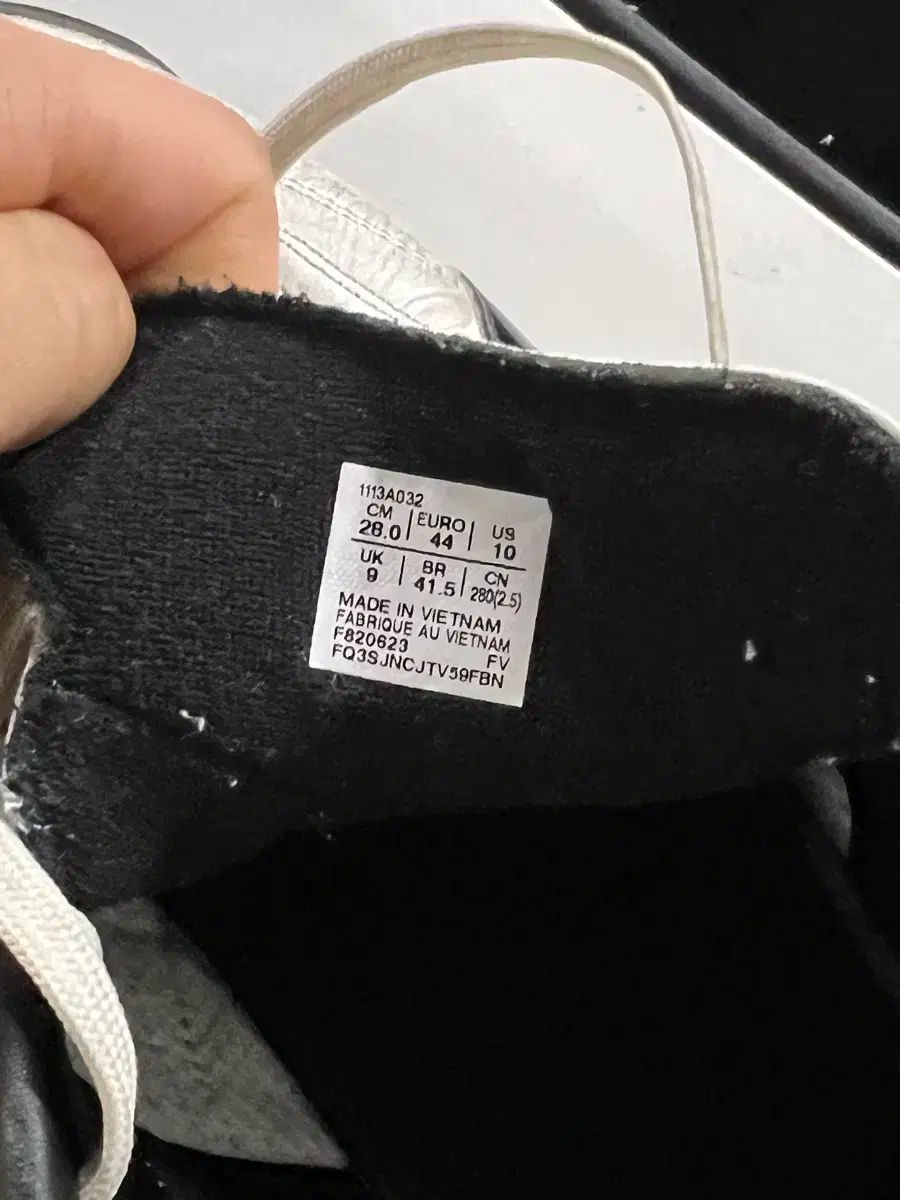 1113A032
CM EURO US
28.0 44 10
UK BR CN
9 41.5 280(2.5)
MADE IN VIETNAM
FABRIQUE AU VIETNAM
F820623 FV
FQ3SJNCJTV59FBN